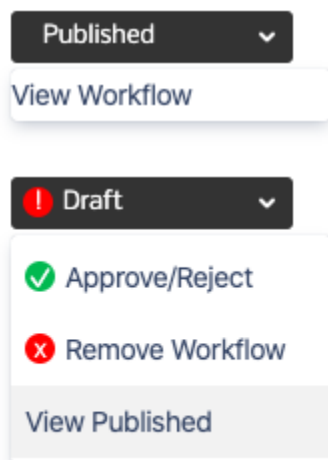 Published
View Workflow
! Draft
Approve/Reject
x Remove Workflow
View Published